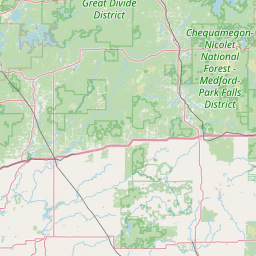 Great Divide
District
Chequamegon-
Nicolet
National
Forest -
Medford-
Park Falls
District